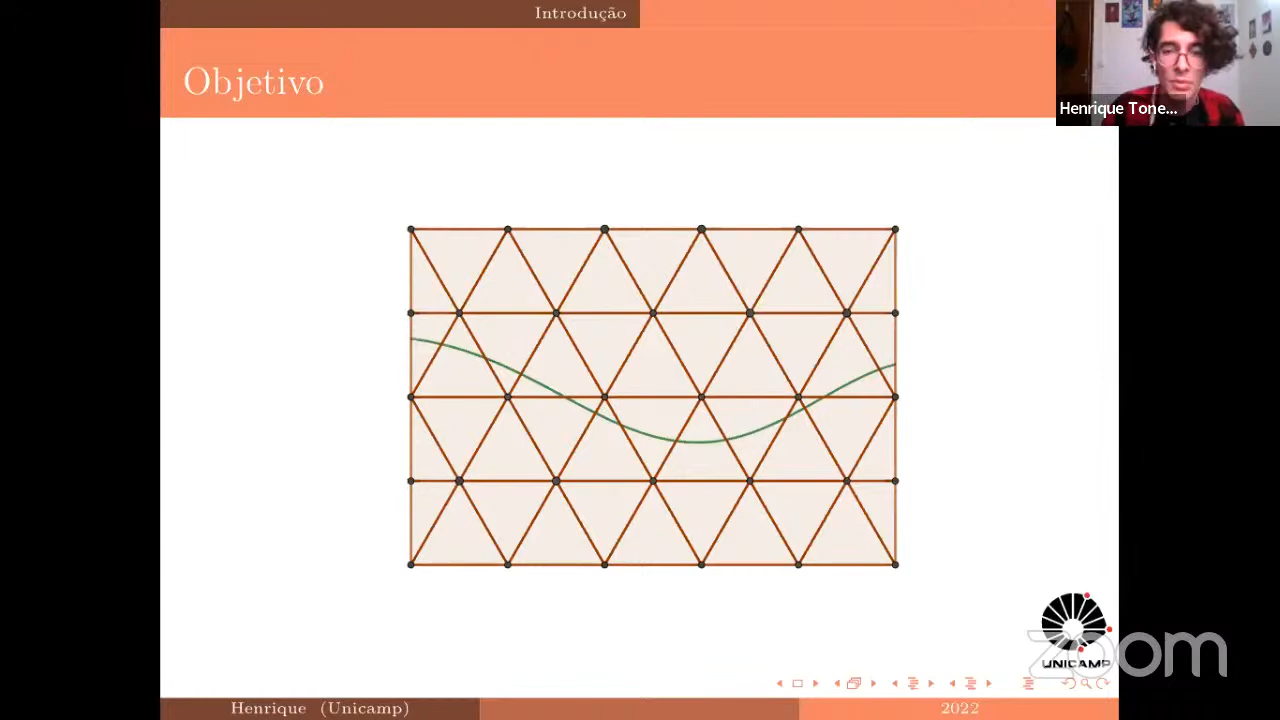 Introdução
Objetivo
Henrique Tone...
UNICAMP
zoom
Henrique (Unicamp)
2022